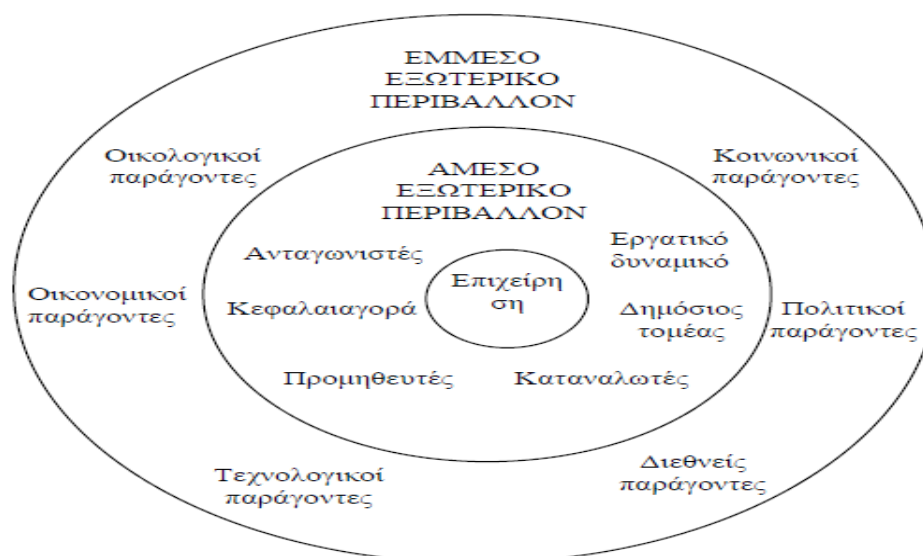 ΕΜΜΕΣΟ
ΕΞΩΤΕΡΙΚΟ
ΠΕΡΙΒΑΛΛΟΝ
Οικολογικοί
παράγοντες
Κοινωνικοί
παράγοντες
ΑΜΕΣΟ
ΕΞΩΤΕΡΙΚΟ
ΠΕΡΙΒΑΛΛΟΝ
Ανταγωνιστές
Εργατικό
δυναμικό
Επιχείρη
ση
Οικονομικοί
παράγοντες
Κεφαλαιαγορά
Δημόσιος
τομέας
Πολιτικοί
παράγοντες
Προμηθευτές
Καταναλωτές
Τεχνολογικοί
παράγοντες
Διεθνείς
παράγοντες